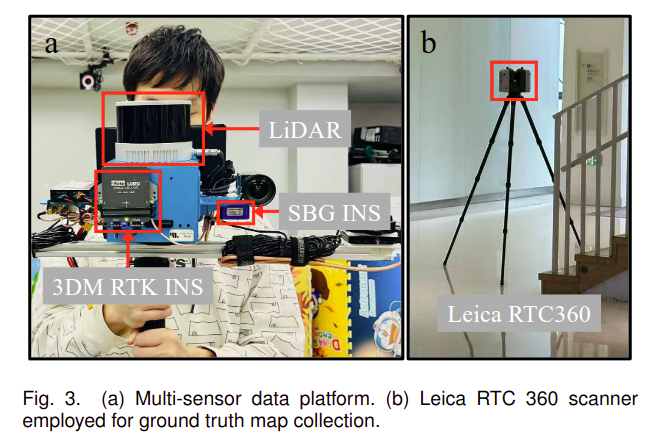 a
LiDAR
LORD
SBG INS
3DM RTK INS
b
Leica RTC360
Fig. 3. (a) Multi-sensor data platform. (b) Leica RTC 360 scanner
employed for ground truth map collection.